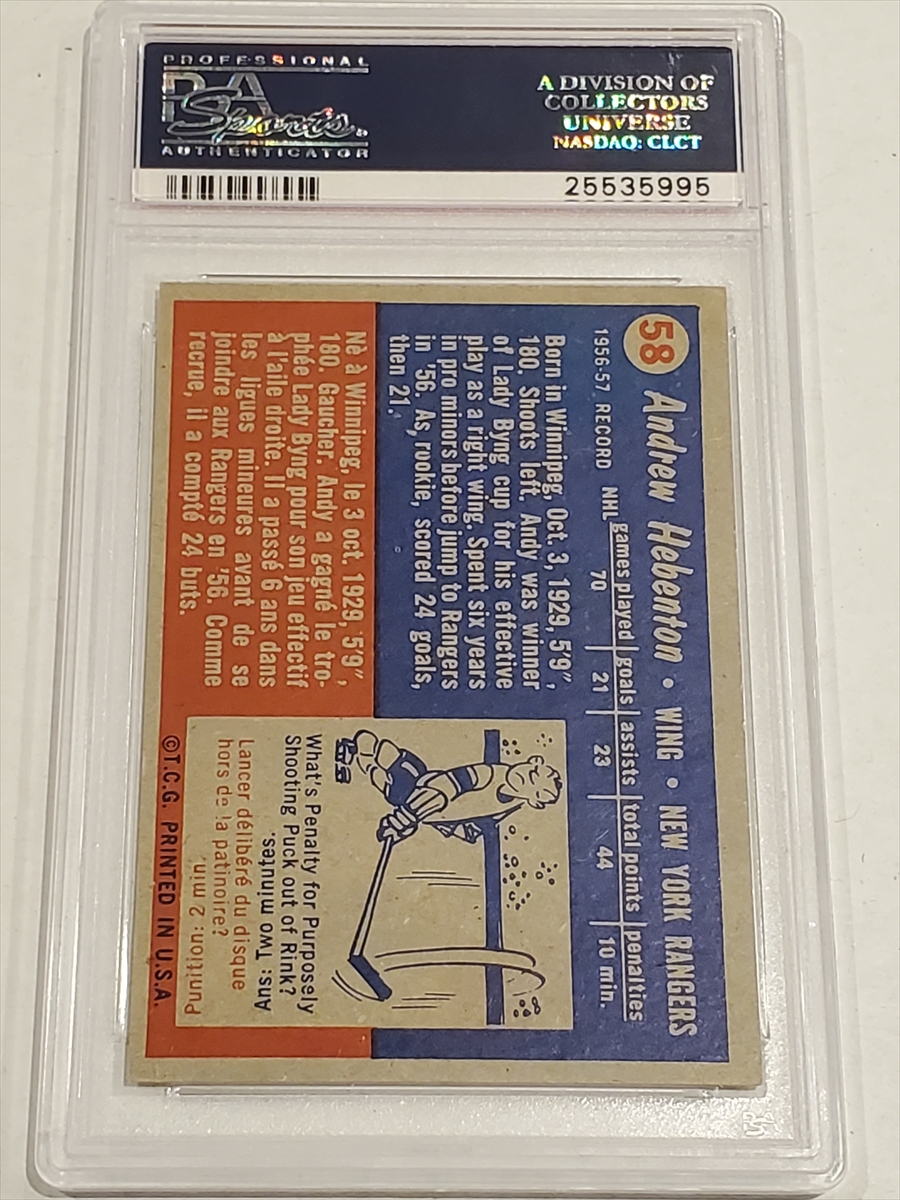 PROFESSIONAL
PSA
Sports
AUTHENTICATOR
A DIVISION OF
COLLECTORS
UNIVERSE
NASDAQ: CLCT
25535995
58
Andrew Hebenton • WING • NEW YORK RANGERS
1956-57 RECORD NHL games played goals assists total points penalties
70 21 23 44 10 min.
Born in Winnipeg, Oct. 3, 1929, 5'9",
180. Shoots left. Andy was winner
of Lady Byng cup for his effective
play as a right wing. Spent six years
in pro minors before jump to Rangers
in '56. As, rookie, scored 24 goals,
then 21.
Nè à Winnipeg, le 3 oct. 1929, 5'9",
180. Gaucher. Andy a gagné le tro-
phée Lady Byng pour son jeu effectif
à l'aile droite. Il a passé 6 ans dans
les ligues mineures avant de se
joindre aux Rangers en '56. Comme
recrue, il a compté 24 buts.
What's Penalty for Purposely
Shooting Puck out of Rink?
Ans: Two minutes.
Lancer délibéré du disque
hors de la patinoire?
Punition: 2 min.
©T.C.G. PRINTED IN U.S.A.
PSA